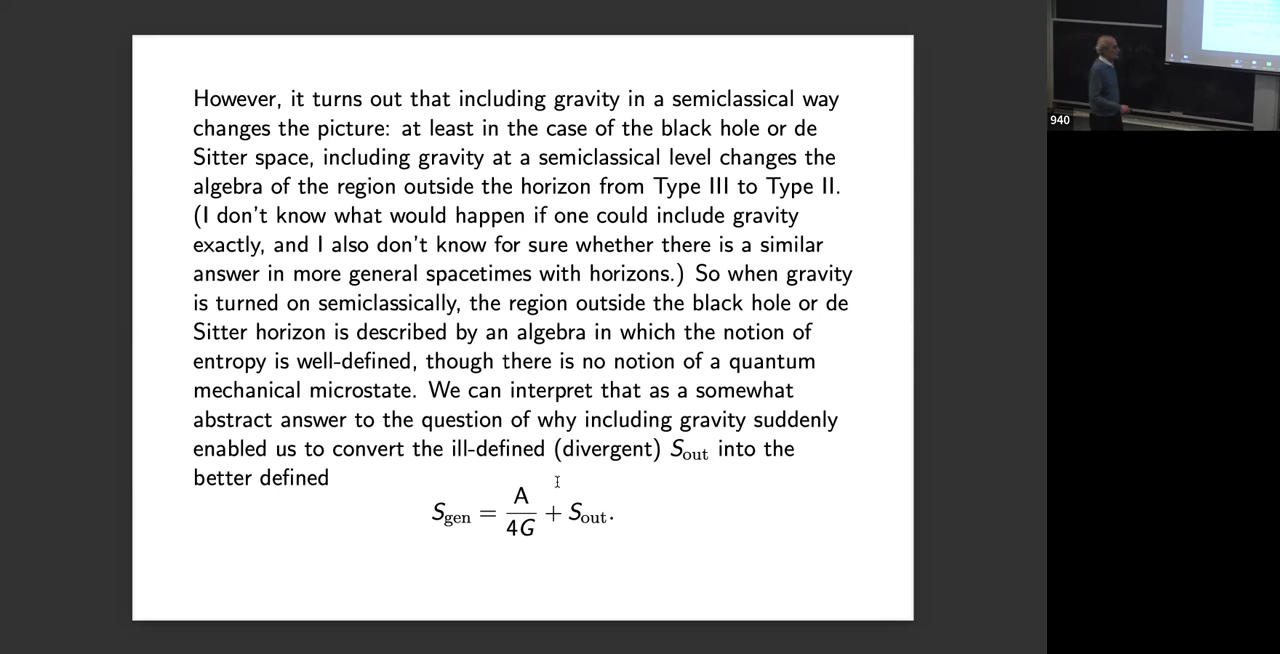 However, it turns out that including gravity in a semiclassical way
changes the picture: at least in the case of the black hole or de
Sitter space, including gravity at a semiclassical level changes the
algebra of the region outside the horizon from Type III to Type II.
(I don't know what would happen if one could include gravity
exactly, and I also don't know for sure whether there is a similar
answer in more general spacetimes with horizons.) So when gravity
is turned on semiclassically, the region outside the black hole or de
Sitter horizon is described by an algebra in which the notion of
entropy is well-defined, though there is no notion of a quantum
mechanical microstate. We can interpret that as a somewhat
abstract answer to the question of why including gravity suddenly
enabled us to convert the ill-defined (divergent) S_out into the
better defined
S_gen = A/4G + S_out.
940